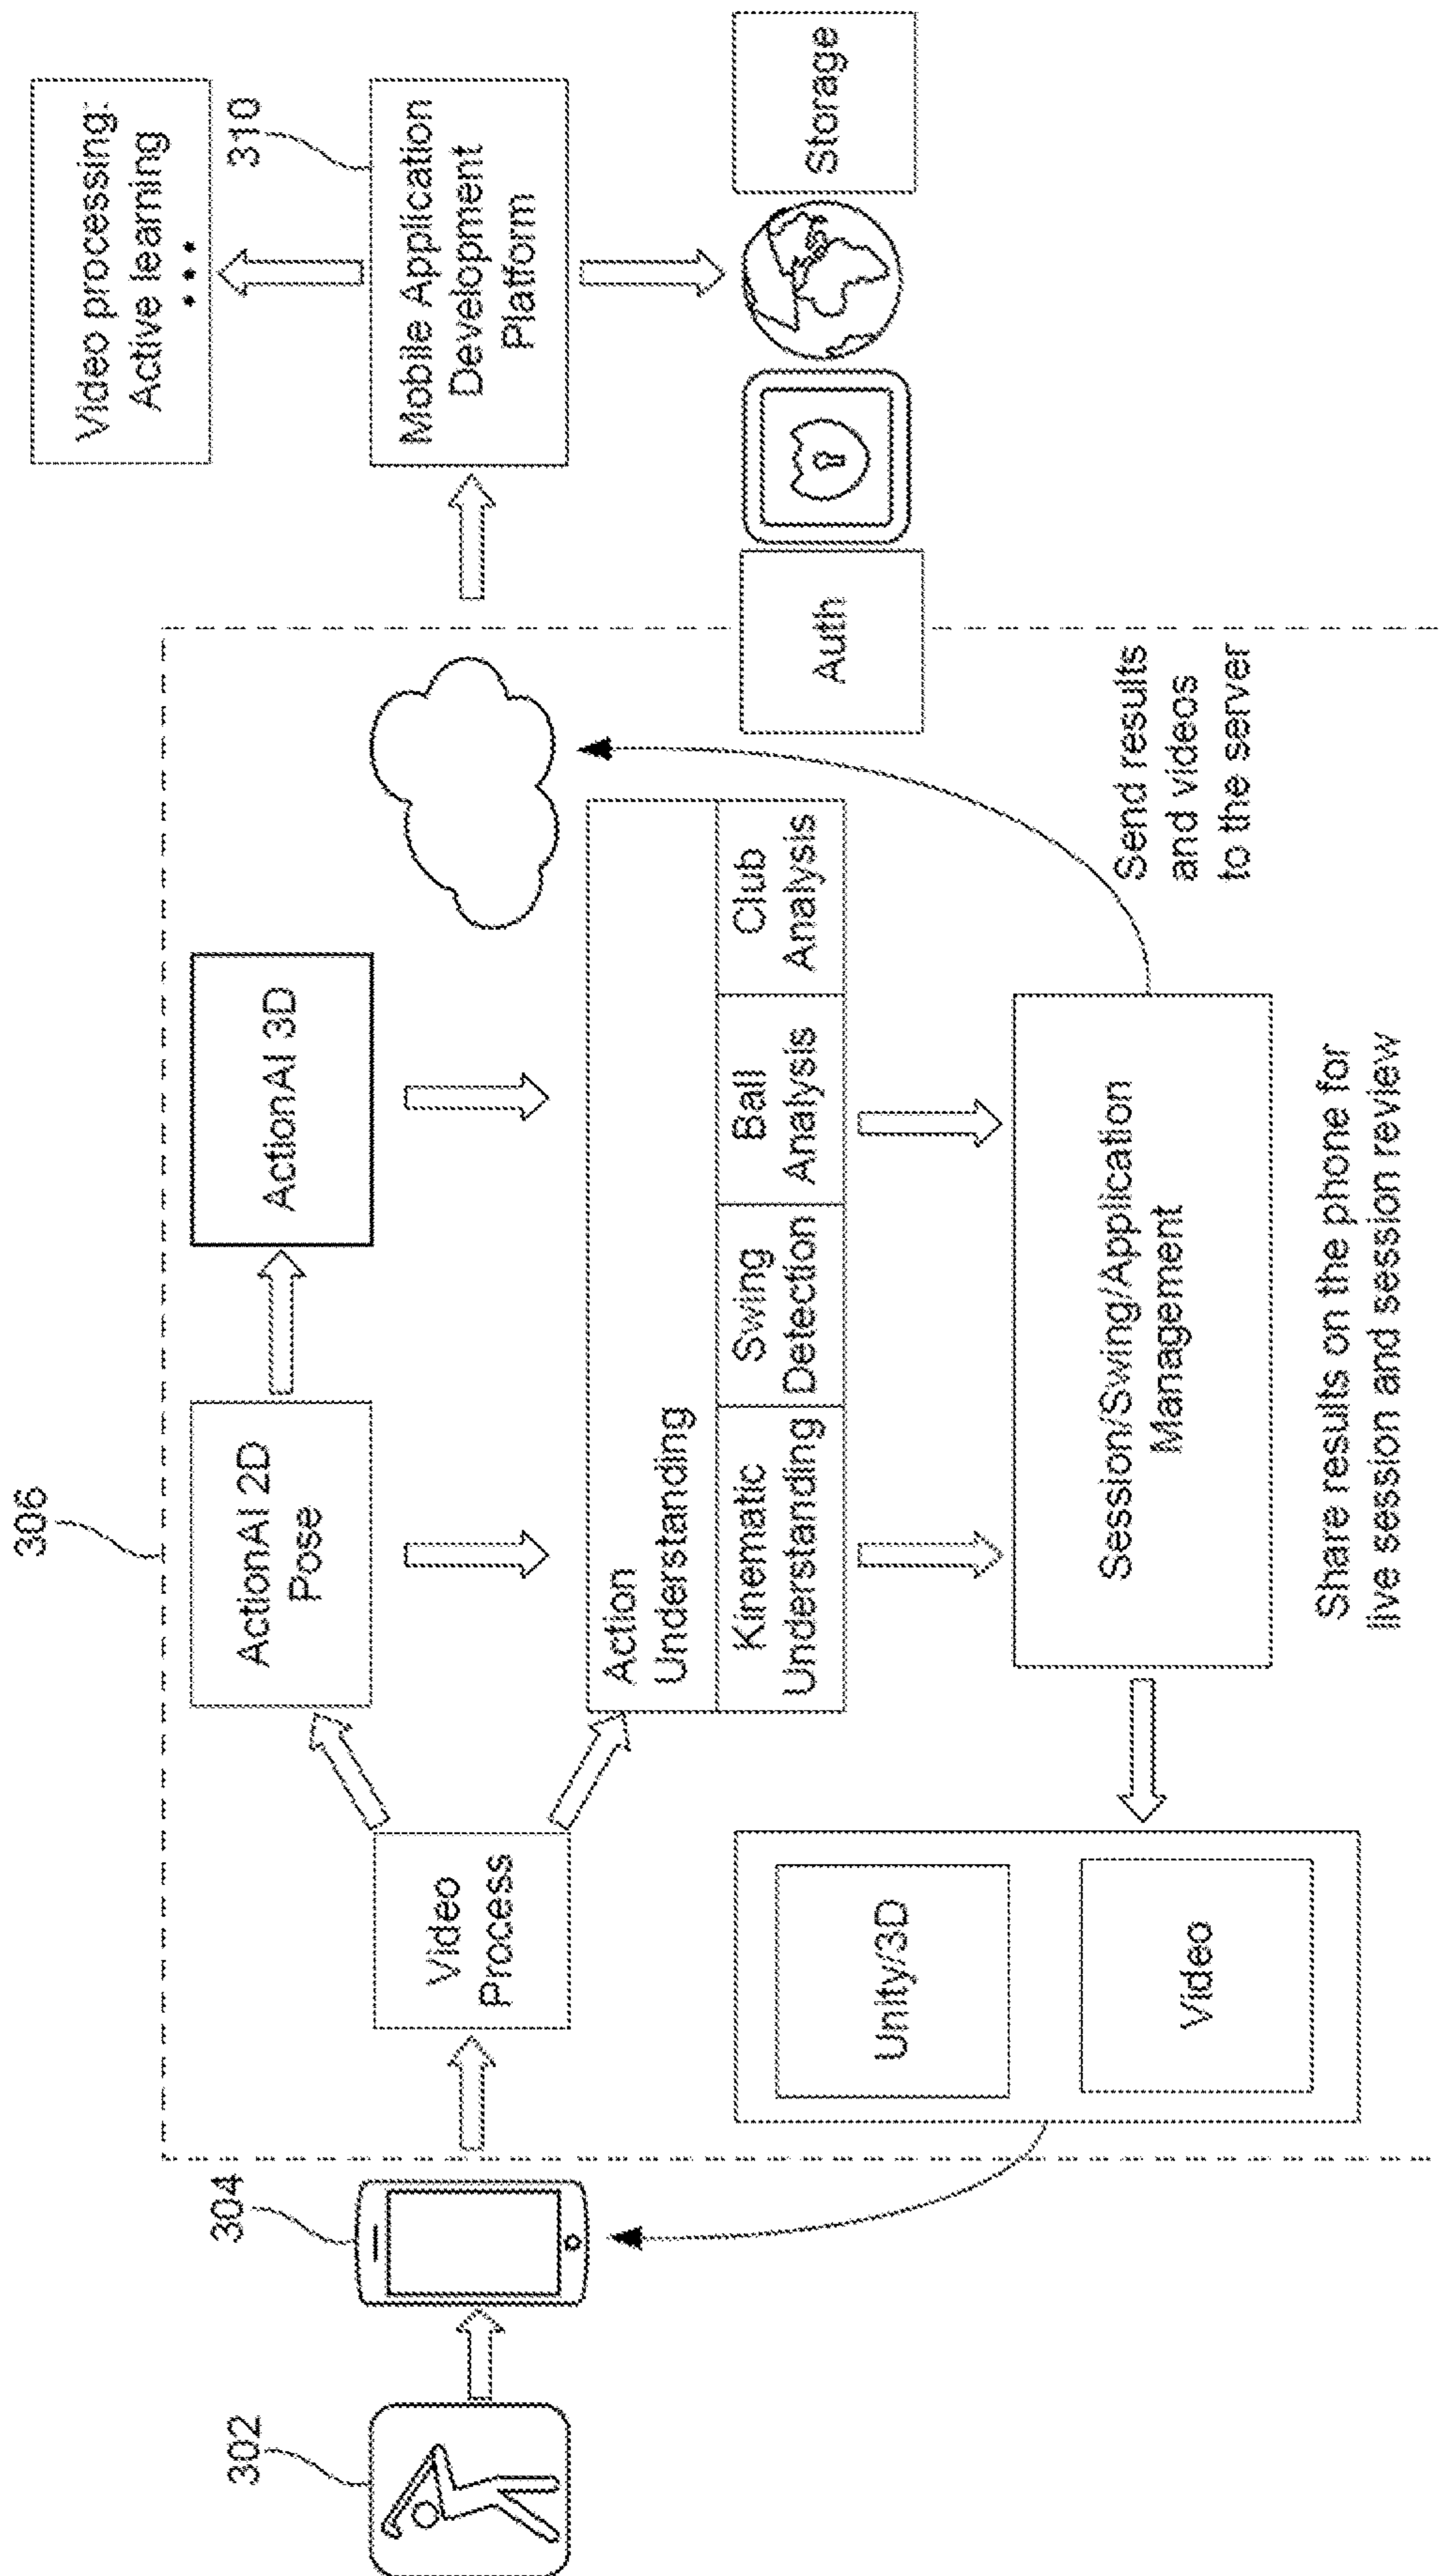 302
304
306
Video
Process
ActionAI 2D
Pose
ActionAI 3D
Action
Understanding
Kinematic
Understanding
Swing
Detection
Ball
Analysis
Club
Analysis
Session/Swing/Application
Management
Unity/3D
Video
Share results on the phone for
live session and session review
Send results
and videos
to the server
Video processing:
Active learning
...
310
Mobile Application
Development
Platform
Auth
Storage